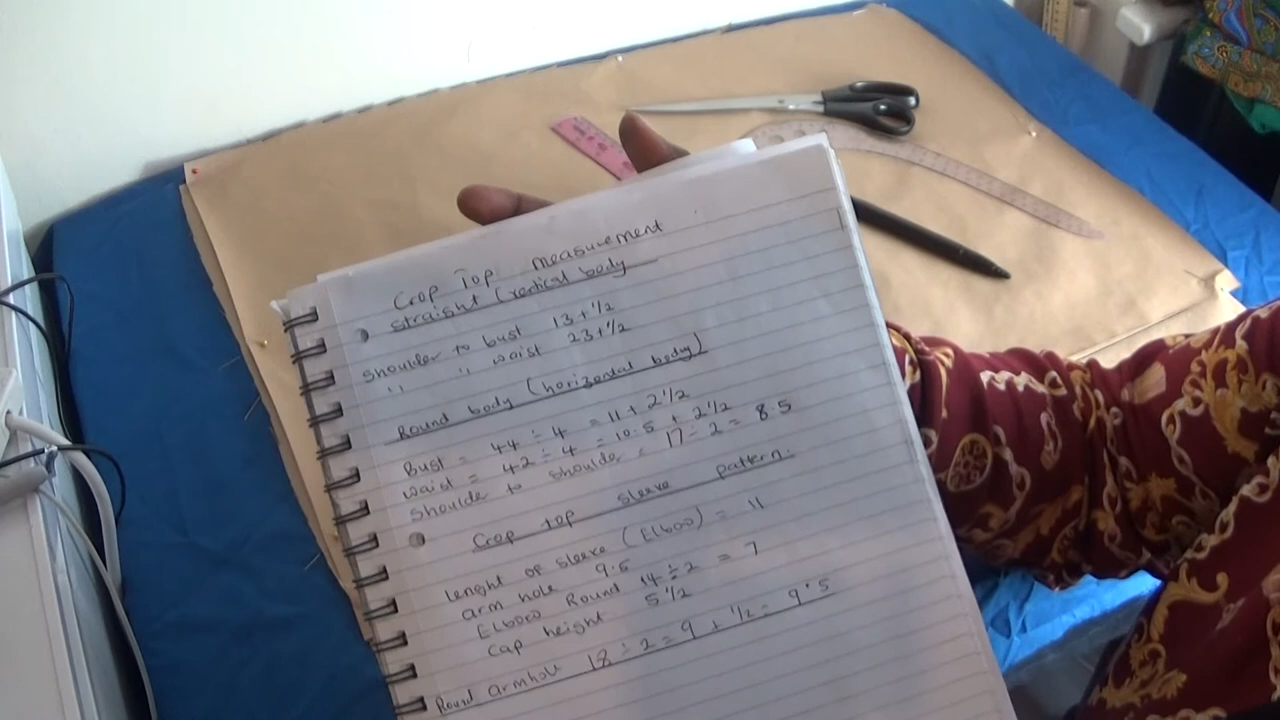 Crop Top measurement
straight (vertical body
Shoulder to bust 13+1/2
,, ,, waist 23+1/2
Round body (horizontal body)
Bust = 44 ÷ 4 = 11 + 2 1/2
waist = 42 ÷ 4 = 10.5 + 2 1/2
Shoulder to shoulder = 17 ÷ 2 = 8.5
Crop top sleeve pattern.
lenght of sleeve (Elboo) = 11
arm hole 9.5
Elboo Round 14 ÷ 2 = 7
Cap height 5 1/2
Round armhole 18 ÷ 2 = 9 + 1/2 = 9.5